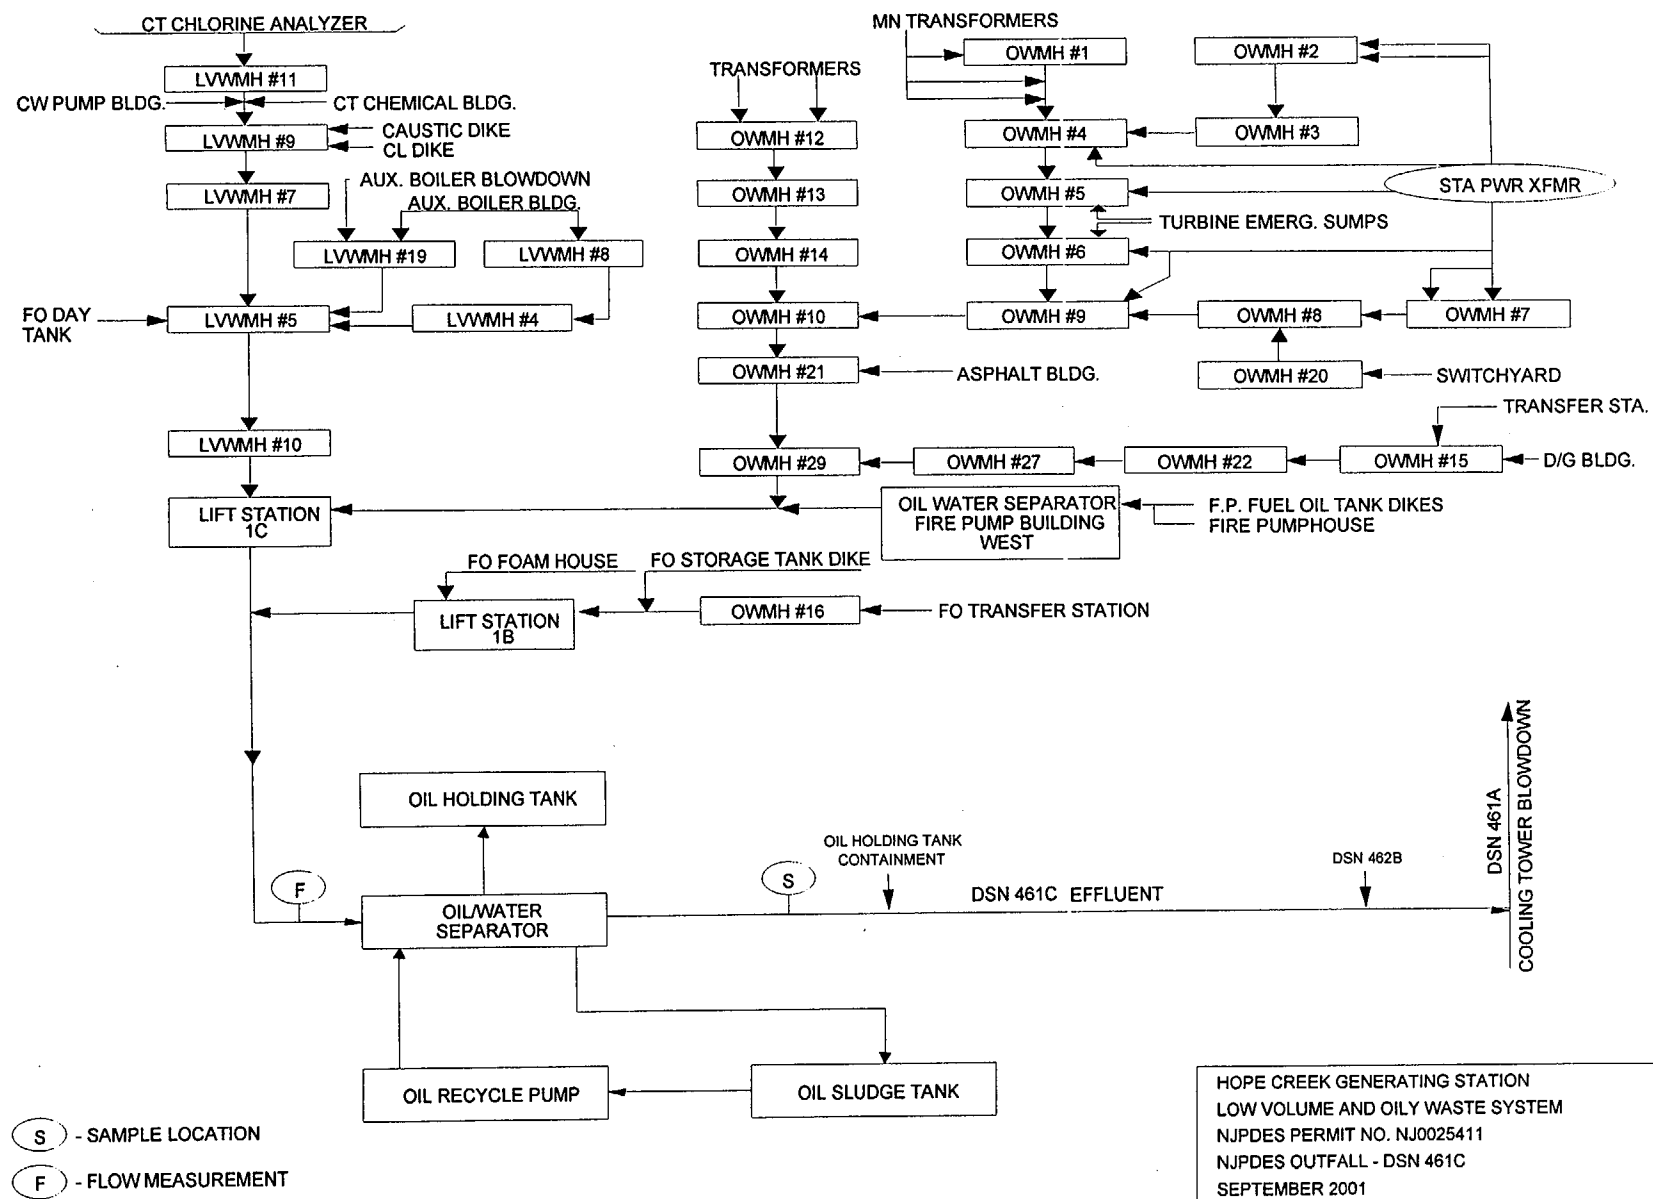 CT CHLORINE ANALYZER
LVWMH #11
CW PUMP BLDG.
CT CHEMICAL BLDG.
LVWMH #9
CAUSTIC DIKE
CL DIKE
LVWMH #7
AUX. BOILER BLOWDOWN
AUX. BOILER BLDG.
LVWMH #19
LVWMH #8
FO DAY
TANK
LVWMH #5
LVWMH #4
LVWMH #10
LIFT STATION
1C
TRANSFORMERS
OWMH #12
OWMH #13
OWMH #14
OWMH #10
OWMH #21
ASPHALT BLDG.
OWMH #29
MN TRANSFORMERS
OWMH #1
OWMH #2
OWMH #4
OWMH #3
OWMH #5
STA PWR XFMR
TURBINE EMERG. SUMPS
OWMH #6
OWMH #9
OWMH #8
OWMH #7
OWMH #20
SWITCHYARD
TRANSFER STA.
OWMH #27
OWMH #22
OWMH #15
D/G BLDG.
OIL WATER SEPARATOR
FIRE PUMP BUILDING
WEST
F.P. FUEL OIL TANK DIKES
FIRE PUMPHOUSE
FO FOAM HOUSE
FO STORAGE TANK DIKE
LIFT STATION
1B
OWMH #16
FO TRANSFER STATION
OIL HOLDING TANK
F
OIL/WATER
SEPARATOR
S
OIL HOLDING TANK
CONTAINMENT
DSN 461C EFFLUENT
DSN 462B
DSN 461A
COOLING TOWER BLOWDOWN
OIL RECYCLE PUMP
OIL SLUDGE TANK
S - SAMPLE LOCATION
F - FLOW MEASUREMENT
HOPE CREEK GENERATING STATION
LOW VOLUME AND OILY WASTE SYSTEM
NJPDES PERMIT NO. NJ0025411
NJPDES OUTFALL - DSN 461C
SEPTEMBER 2001